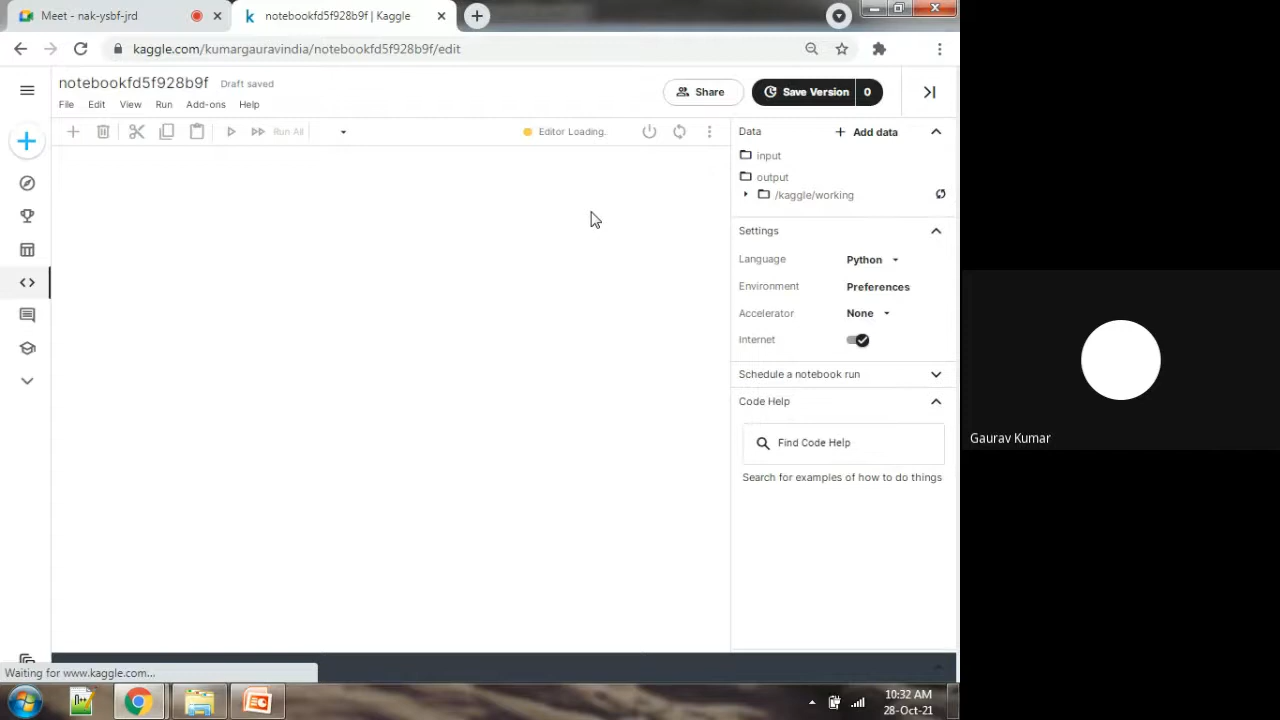 Meet - nak-ysbf-jrd
notebookfd5f928b9f | Kaggle
kaggle.com/kumargauravindia/notebookfd5f928b9f/edit
notebookfd5f928b9f
Draft saved
Share
Save Version
0
File
Edit
View
Run
Add-ons
Help
Run All
Editor Loading.
Data
Add data
input
output
/kaggle/working
Settings
Language
Python
Environment
Preferences
Accelerator
None
Internet
Schedule a notebook run
Code Help
Find Code Help
Search for examples of how to do things
Gaurav Kumar
Waiting for www.kaggle.com...
10:32 AM
28-Oct-21